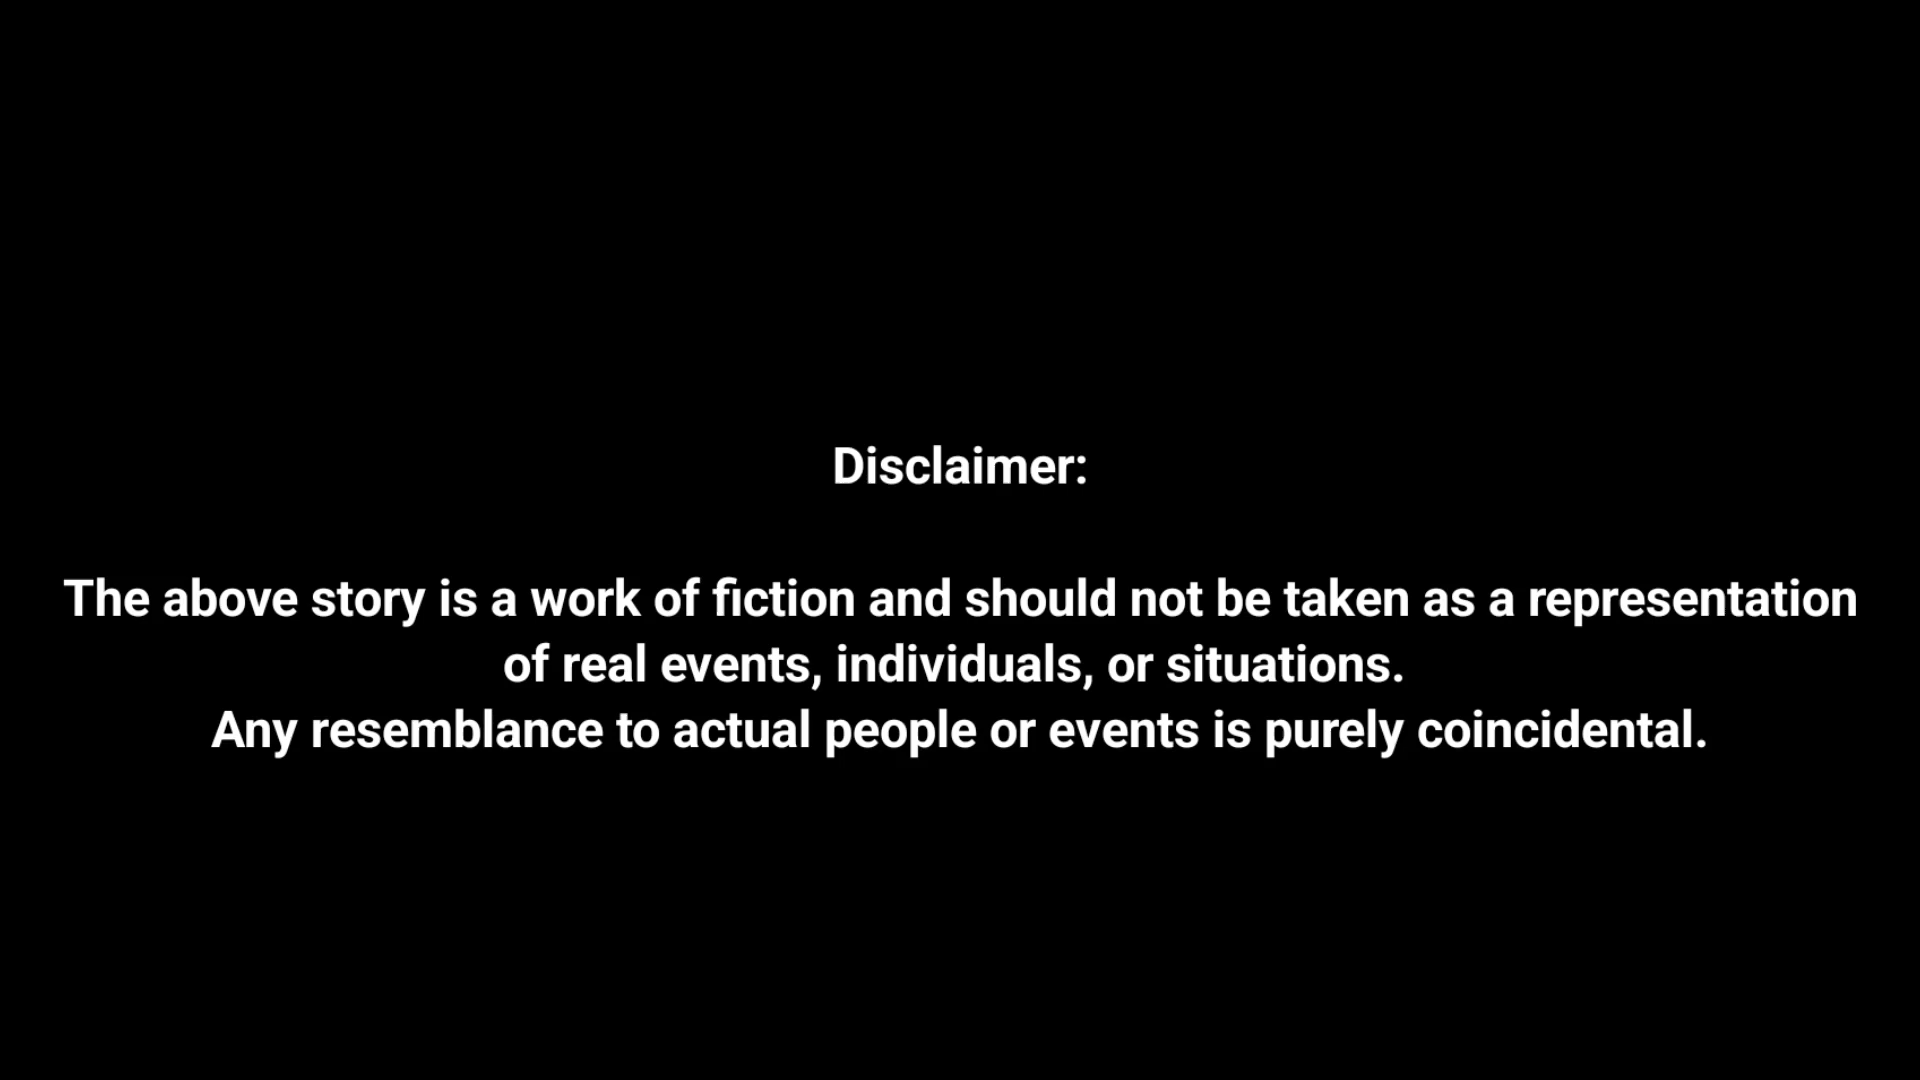 Disclaimer:
The above story is a work of fiction and should not be taken as a representation
of real events, individuals, or situations.
Any resemblance to actual people or events is purely coincidental.